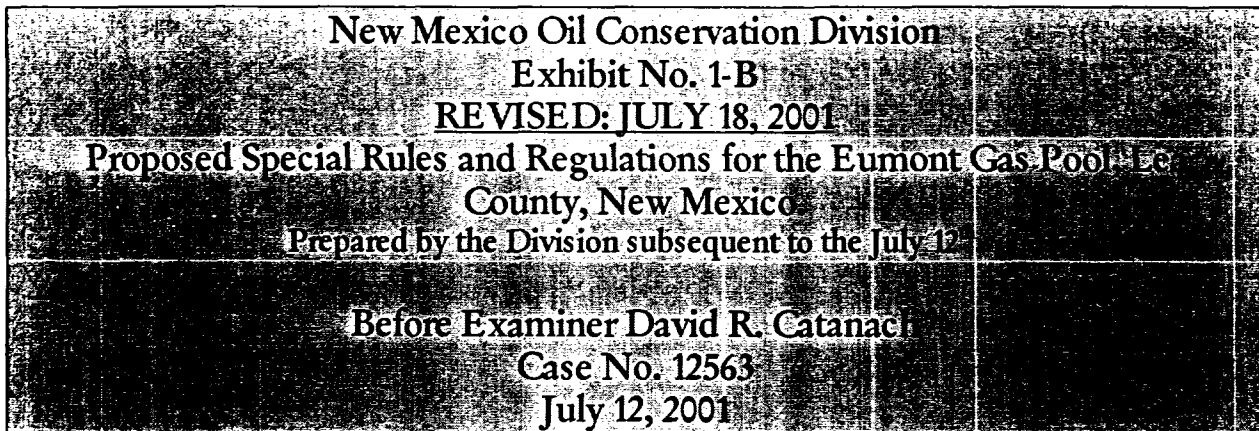 New Mexico Oil Conservation Division
Exhibit No. 1-B
REVISED: JULY 18, 2001
Proposed Special Rules and Regulations for the Eumont Gas Pool, Le
County, New Mexico.
Prepared by the Division subsequent to the July 12
Before Examiner David R. Catanach
Case No. 12563
July 12, 2001